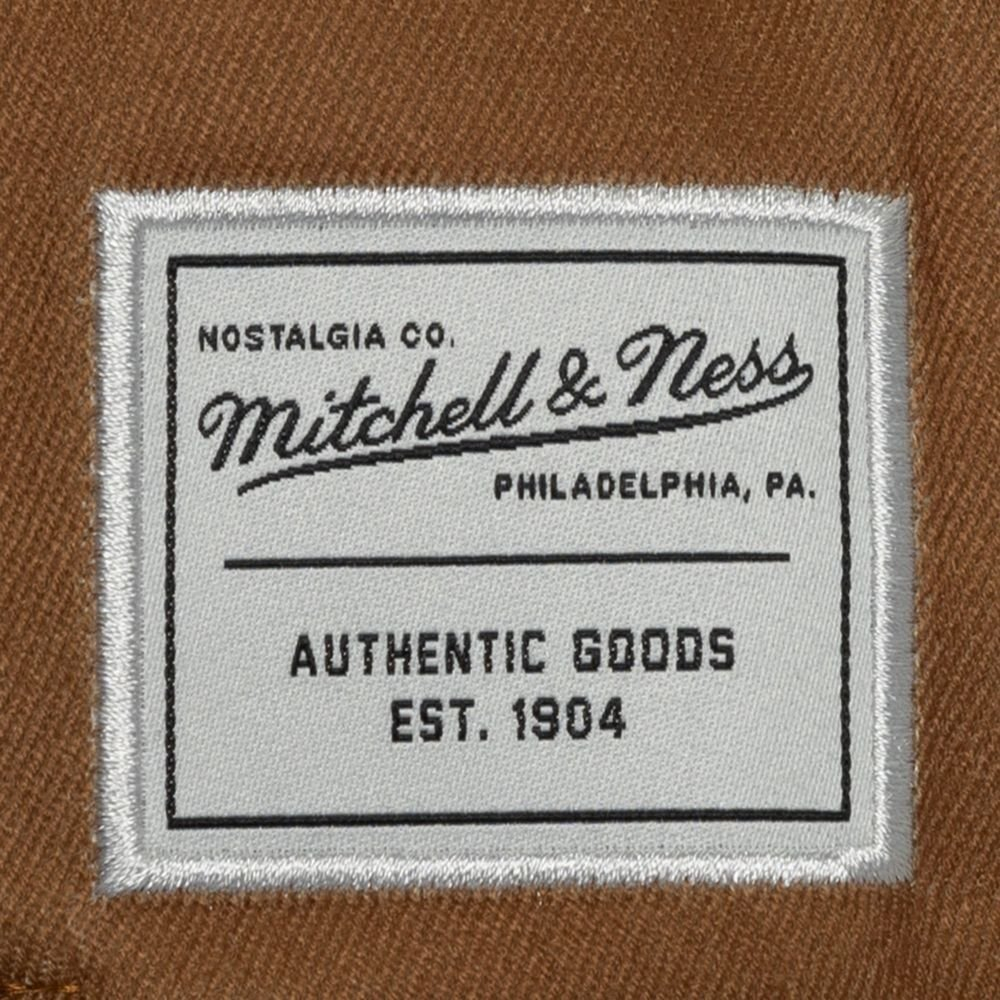 NOSTALGIA CO.
Mitchell & Ness
PHILADELPHIA, PA.
AUTHENTIC GOODS
EST. 1904